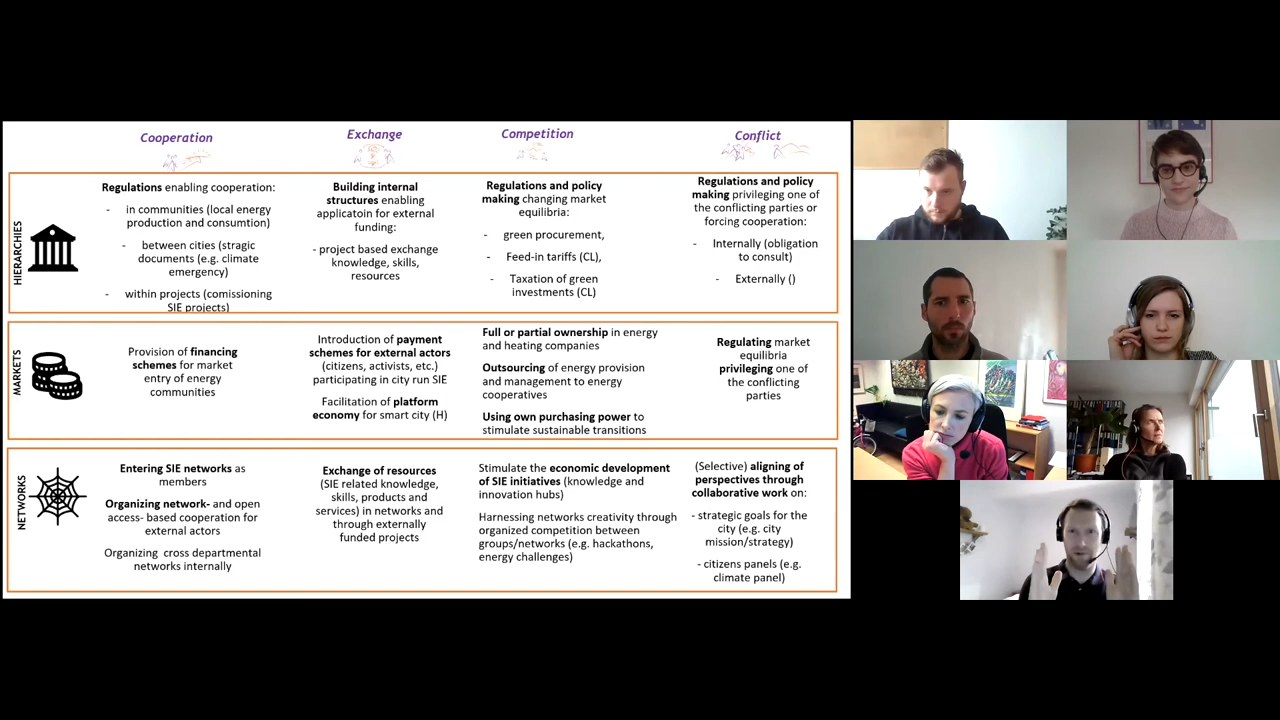 Cooperation
Exchange
Competition
Conflict
HIERARCHIES
Regulations enabling cooperation:
- in communities (local energy
production and consumtion)
- between cities (stragic
documents (e.g. climate
emergency)
- within projects (comissioning
SIE projects)
Building internal
structures enabling
applicatoin for external
funding:
- project based exchange
knowledge, skills,
resources
Regulations and policy
making changing market
equilibria:
- green procurement,
- Feed-in tariffs (CL),
- Taxation of green
investments (CL)
Regulations and policy
making privileging one of
the conflicting parties or
forcing cooperation:
- Internally (obligation
to consult)
- Externally ()
MARKETS
Provision of financing
schemes for market
entry of energy
communities
Introduction of payment
schemes for external actors
(citizens, activists, etc.)
participating in city run SIE
Facilitation of platform
economy for smart city (H)
Full or partial ownership in energy
and heating companies
Outsourcing of energy provision
and management to energy
cooperatives
Using own purchasing power to
stimulate sustainable transitions
Regulating market
equilibria
privileging one of
the conflicting
parties
NETWORKS
Entering SIE networks as
members
Organizing network- and open
access- based cooperation for
external actors
Organizing cross departmental
networks internally
Exchange of resources
(SIE related knowledge,
skills, products and
services) in networks and
through externally
funded projects
Stimulate the economic development
of SIE initiatives (knowledge and
innovation hubs)
Harnessing networks creativity through
organized competition between
groups/networks (e.g. hackathons,
energy challenges)
(Selective) aligning of
perspectives through
collaborative work on:
- strategic goals for the
city (e.g. city
mission/strategy)
- citizens panels (e.g.
climate panel)